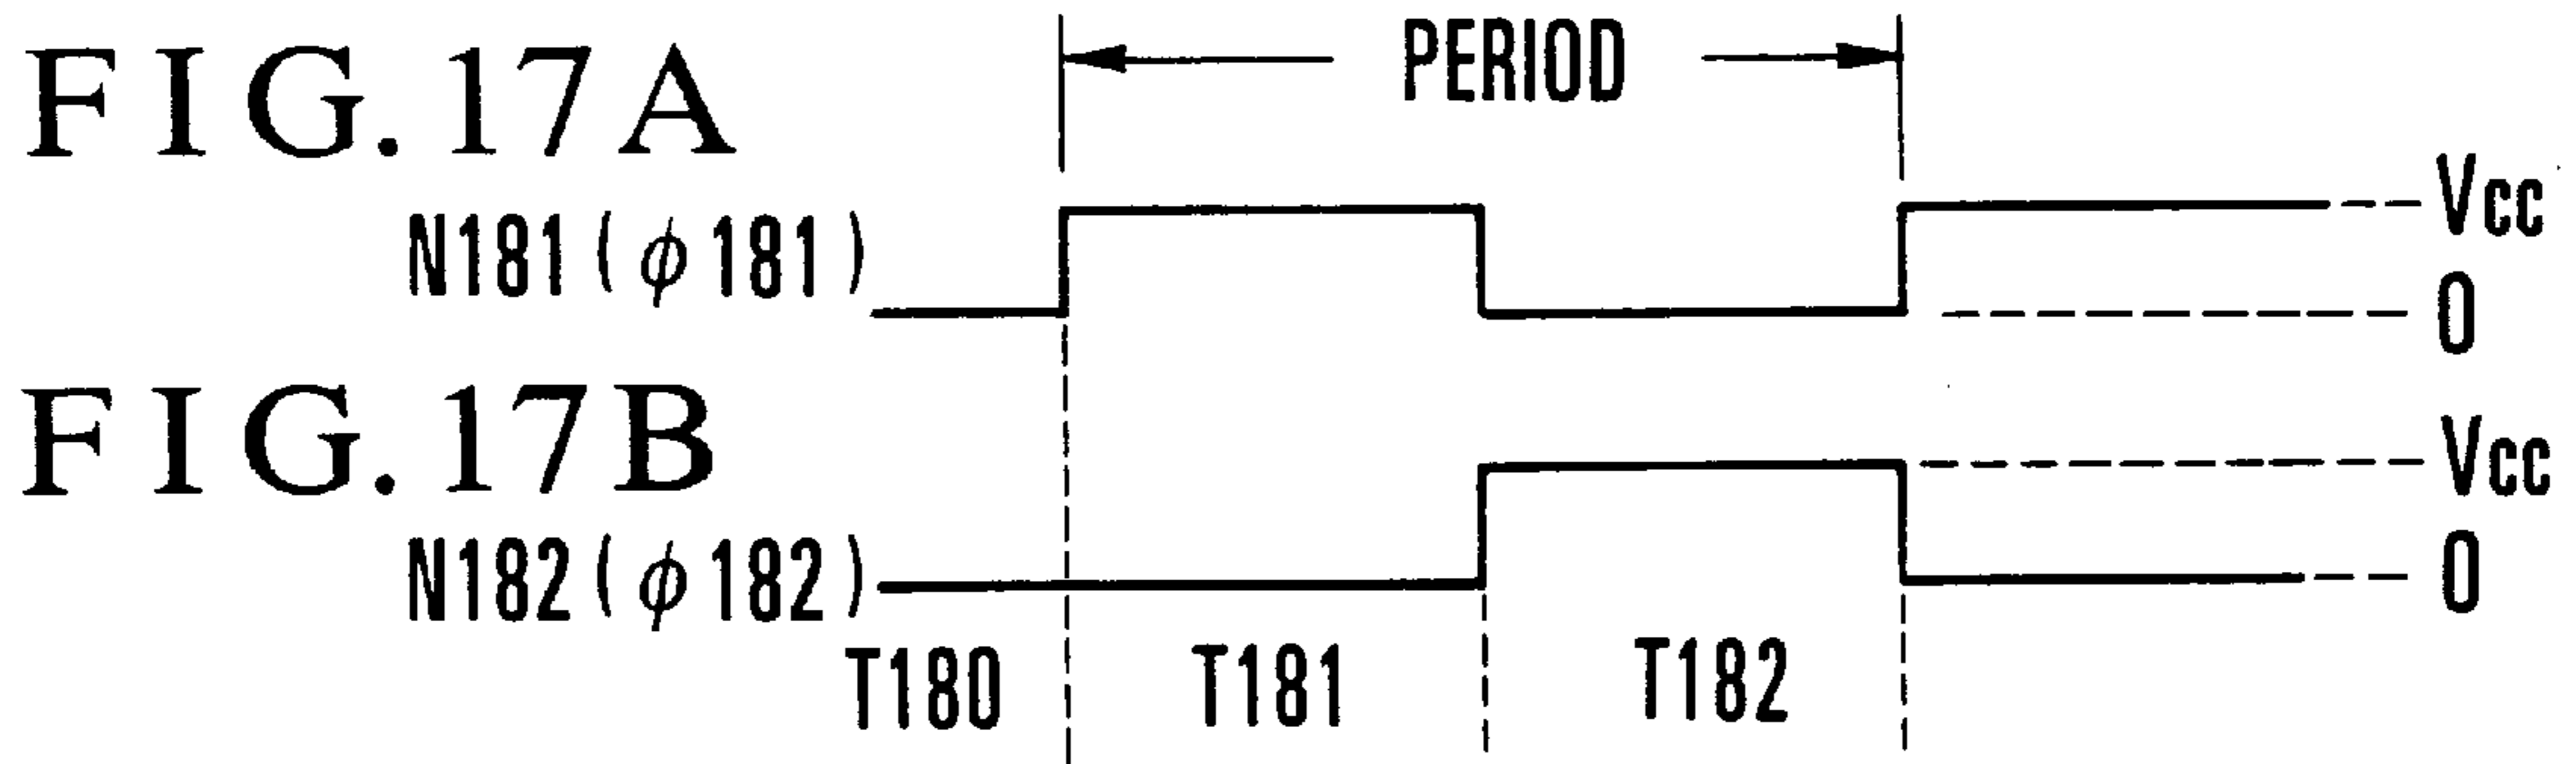 FIG.17A
PERIOD
N181(φ181)
Vcc
0
FIG.17B
N182(φ182)
Vcc
0
T180
T181
T182